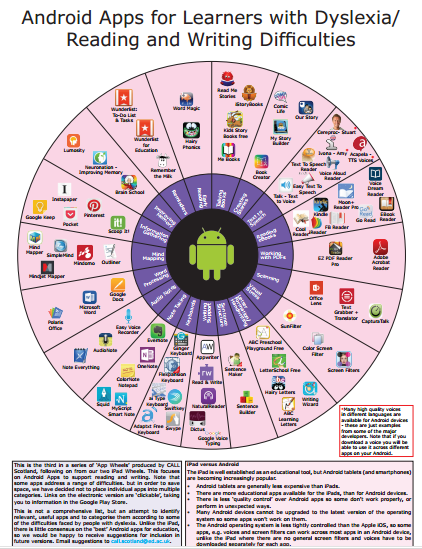 Android Apps for Learners with Dyslexia/
Reading and Writing Difficulties
Read Me
Stories
iStoryBooks
Comic
Life
Our Story
Word Magic
Kids Story
Books free
My Story
Builder
Cereproc- Stuart
Wunderlist:
To-Do List
& Tasks
Wunderlist
for
Education
Hairy
Phonics
Me Books
Book
Creator
Ivona - Amy
Acapela -
TTS Voices
Lumosity
Neuronation -
Improving Memory
Remember
the Milk
Text To Speech
Reader
Voice Aloud
Reader
Voice
Dream
Reader
Brain School
Talk - Text
to Voice
Easy Text To
Speech
Moon+
Reader Pro
Instapaper
Google Keep
Pinterest
Pocket
Scoop It!
Kindle
Cool
Reader
FB Reader
Go Read
EBook
Reader
Mind
Mapper
SimpleMind
Mindomo
Outliner
Mindjet Mapper
EZ PDF Reader
Pro
Adobe
Acrobat
Reader
Google
Docs
Microsoft
Word
Polaris
Office
Office
Lens
Text
Grabber +
Translator
CaptureTalk
Easy Voice
Recorder
SunFilter
AudioNote
Evernote
Ginger
Keyboard
ABC Preschool
Playground Free
Color Screen
Filter
Note Everything
OneNote
Appwriter
Sentence
Maker
LetterSchool Free
Screen Filters
ColorNote
Notepad
Flexpansion
Keyboard
Read & Write
Hairy Letters
Writing
Wizard
Squid
MyScript
Smart Note
ai Type
Keyboard
Swiftkey
NaturalReader
Sentence
Builder
ABC
Learning
Letters
Adaptxt Free
Keyboard
Swype
Dictus
Google Voice
Typing
Reminders
Mind
Mapping
Scanning
*Many high quality voices
in different languages are
available for Android devices
- these are just examples
from some of the major
developers. Note that if you
download a voice you will be
able to use it across different
apps on your Android.
This is the third in a series of 'App Wheels' produced by CALL
Scotland, following on from our two iPad Wheels. This focuses
on Android Apps to support reading and writing. Note that
some apps address a range of difficulties, but in order to save
space, we have decided not to place individual apps into multiple
categories. Links on the electronic version are 'clickable', taking
you to information in the Google Play Store.
This is not a comprehensive list, but an attempt to identify
relevant, useful apps and to categorise them according to some
of the difficulties faced by people with dyslexia. Unlike the iPad,
there is little consensus on the 'best' Android apps for education,
so we would be happy to receive suggestions for inclusion in
future versions. Email suggestions to call.scotland@ed.ac.uk.
iPad versus Android
The iPad is well established as an educational tool, but Android tablets (and smartphones)
are becoming increasingly popular.
• Android tablets are generally less expensive than iPads.
• There are more educational apps available for the iPads, than for Android devices.
• There is less 'quality control' over Android apps so some don't work properly, or
perform in unexpected ways.
• Many Android devices cannot be upgraded to the latest version of the operating
system so some apps won't work on some devices.
• The Android operating system is less tightly controlled than the Apple iOS, so some
apps, e.g. voices and screen filters can work across most apps in an Android device,
unlike the iPad where there are no general screen filters and voices have to be
downloaded separately for each app.